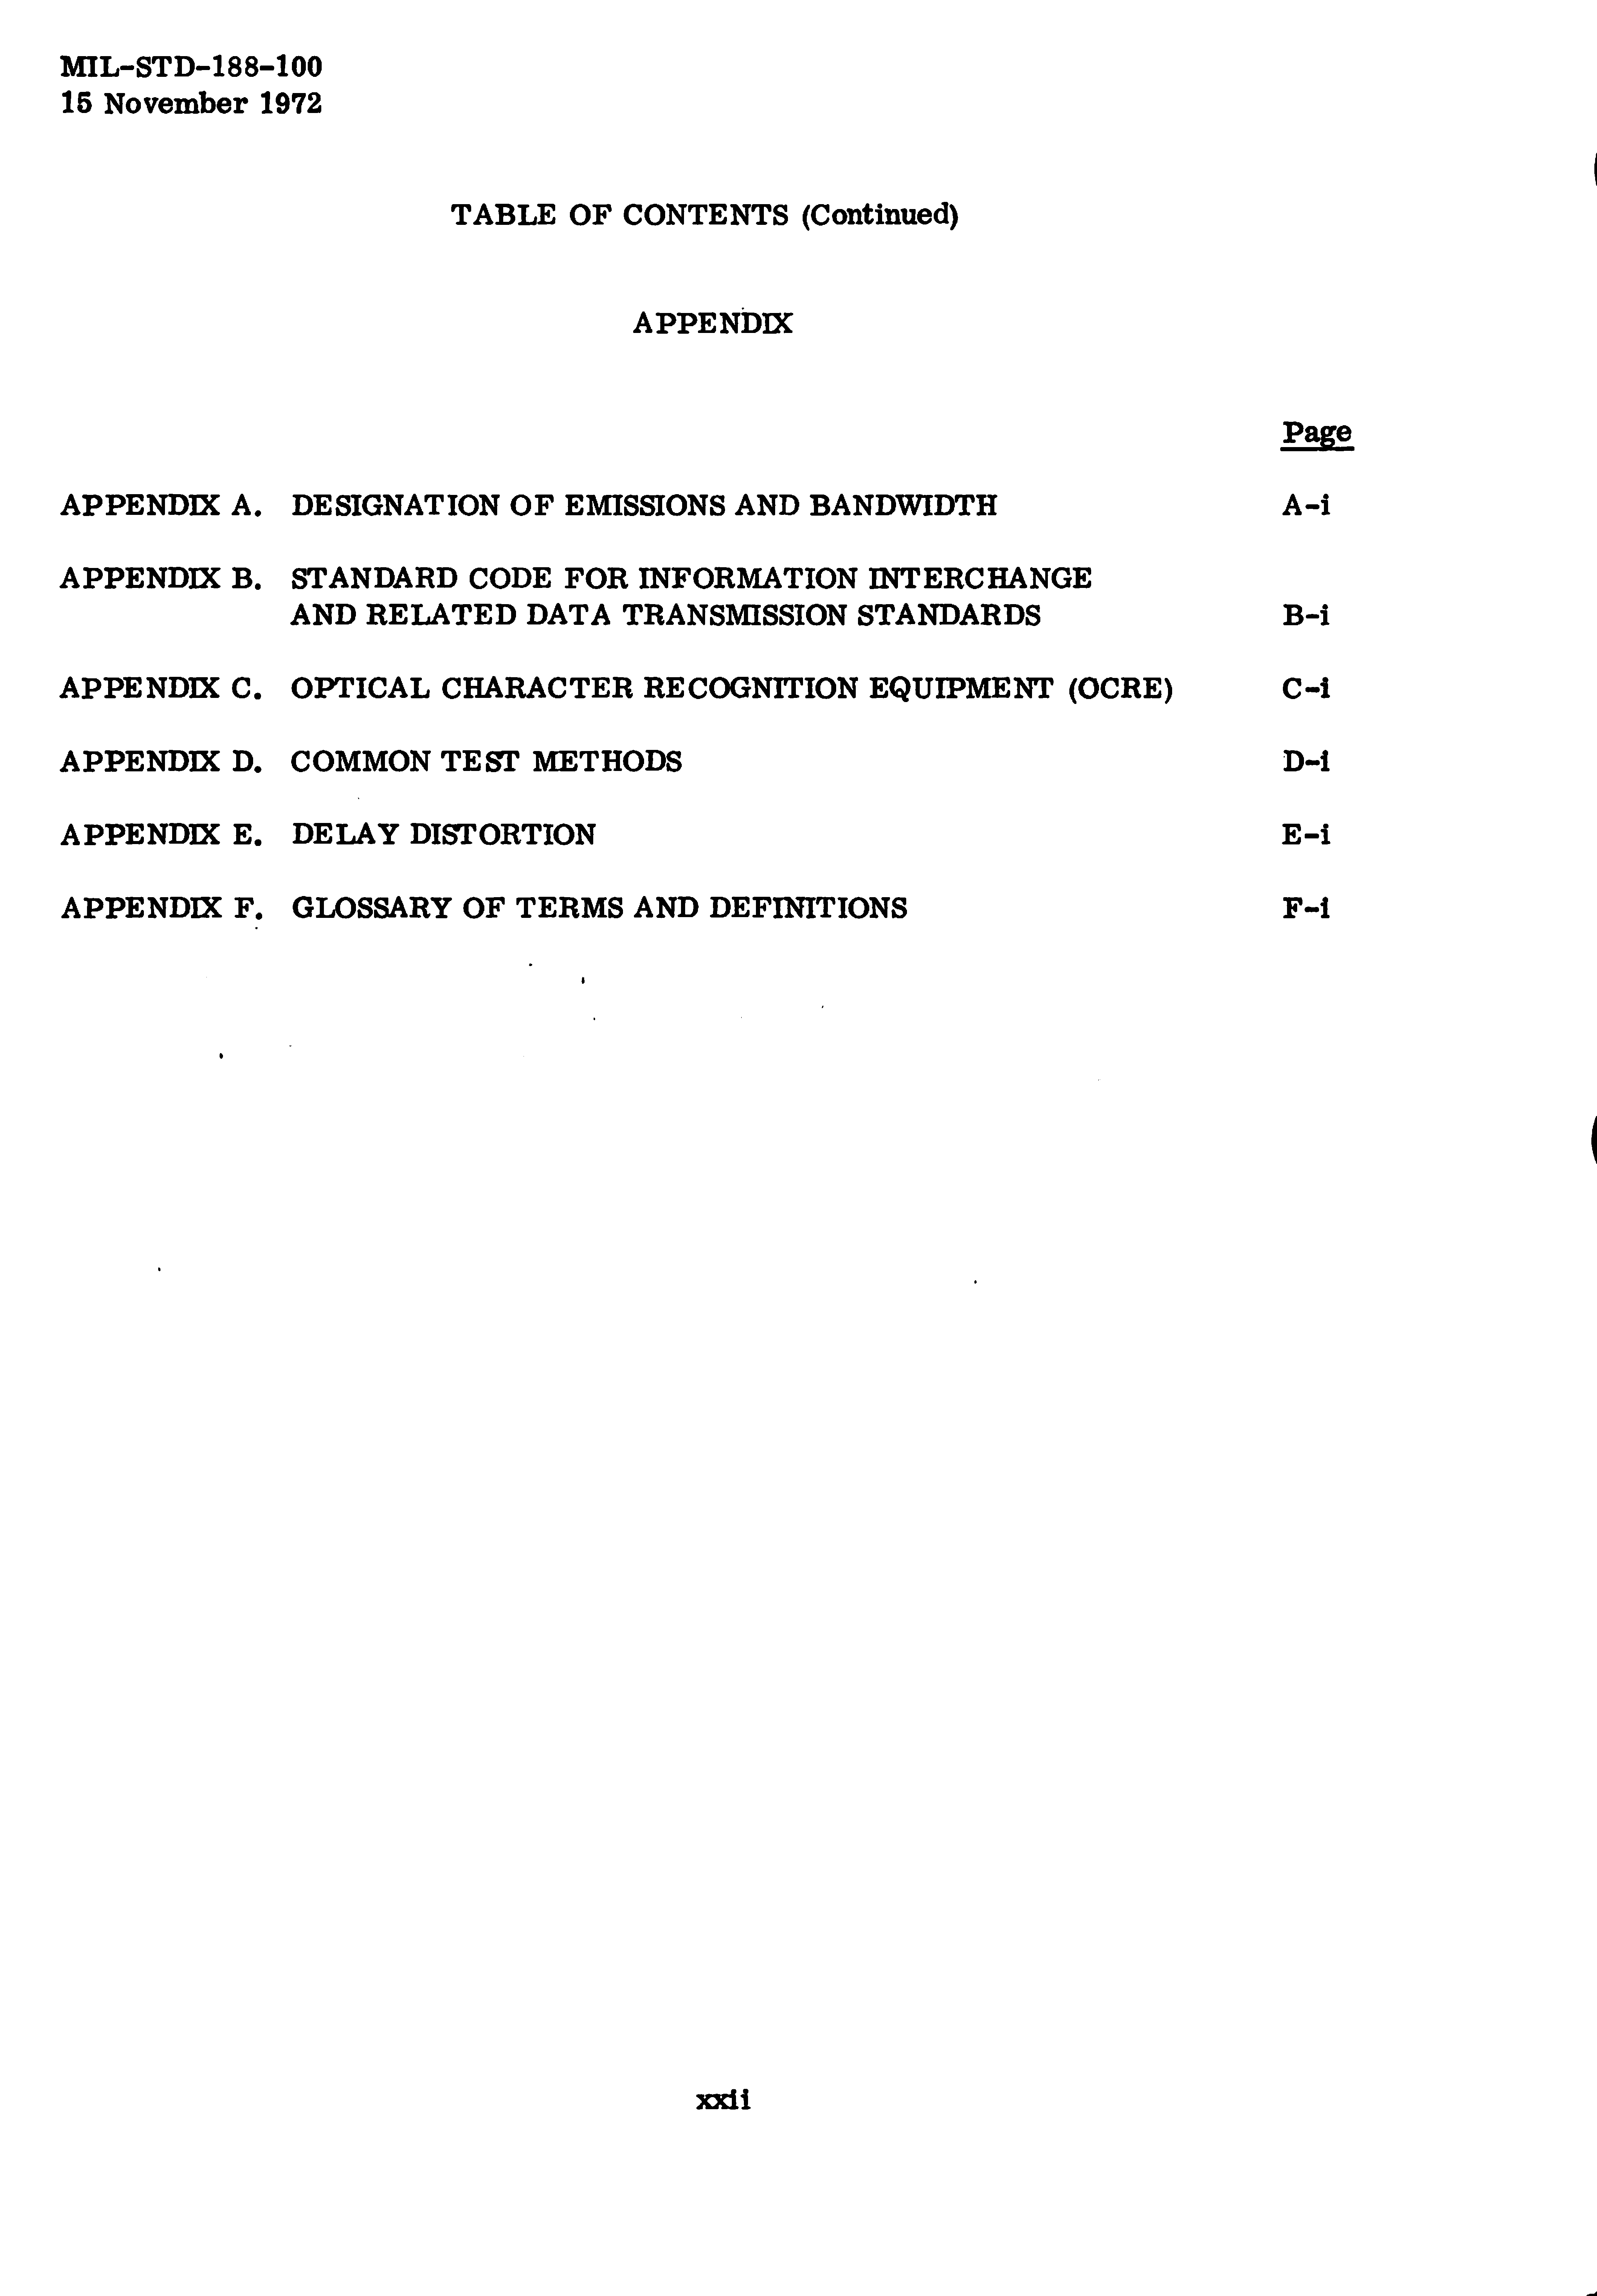 MIL-STD-188-100
15 November 1972
TABLE OF CONTENTS (Continued)
APPENDIX
Page
APPENDIX A. DESIGNATION OF EMISSIONS AND BANDWIDTH A-i
APPENDIX B. STANDARD CODE FOR INFORMATION INTERCHANGE
AND RELATED DATA TRANSMISSION STANDARDS B-i
APPENDIX C. OPTICAL CHARACTER RECOGNITION EQUIPMENT (OCRE) C-i
APPENDIX D. COMMON TEST METHODS D-i
APPENDIX E. DELAY DISTORTION E-i
APPENDIX F. GLOSSARY OF TERMS AND DEFINITIONS F-i
xxii